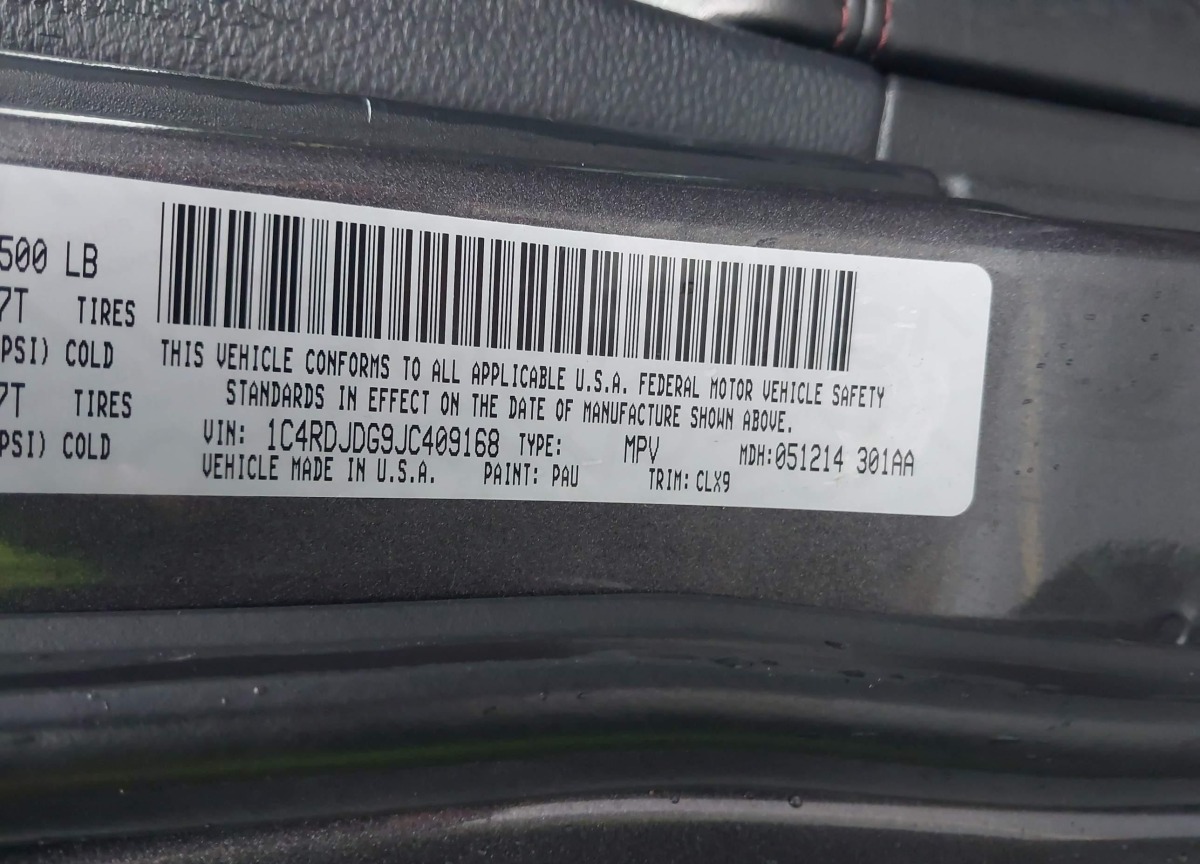 500 LB
7T TIRES
PSI) COLD
7T TIRES
PSI) COLD
THIS VEHICLE CONFORMS TO ALL APPLICABLE U.S.A. FEDERAL MOTOR VEHICLE SAFETY
STANDARDS IN EFFECT ON THE DATE OF MANUFACTURE SHOWN ABOVE.
VIN: 1C4RDJDG9JC409168 TYPE: MPV MDH:051214 301AA
VEHICLE MADE IN U.S.A. PAINT: PAU TRIM: CLX9